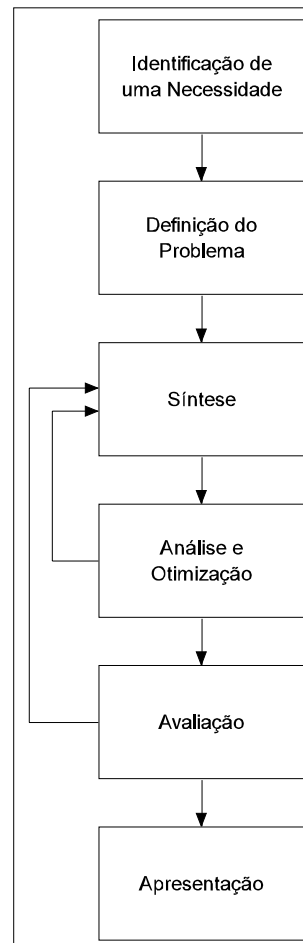 Identificação de
uma Necessidade
Definição do
Problema
Síntese
Análise e
Otimização
Avaliação
Apresentação